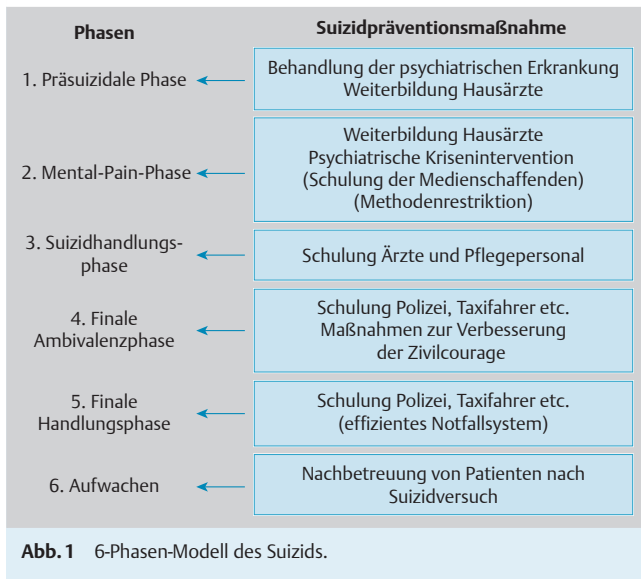 Phasen
Suizidpräventionsmaßnahme
1. Präsuizidale Phase
Behandlung der psychiatrischen Erkrankung
Weiterbildung Hausärzte
2. Mental-Pain-Phase
Weiterbildung Hausärzte
Psychiatrische Krisenintervention
(Schulung der Medienschaffenden)
(Methodenrestriktion)
3. Suizidhandlungs-
phase
Schulung Ärzte und Pflegepersonal
4. Finale
Ambivalenzphase
Schulung Polizei, Taxifahrer etc.
Maßnahmen zur Verbesserung
der Zivilcourage
5. Finale
Handlungsphase
Schulung Polizei, Taxifahrer etc.
(effizientes Notfallsystem)
6. Aufwachen
Nachbetreuung von Patienten nach
Suizidversuch
Abb. 1 6-Phasen-Modell des Suizids.